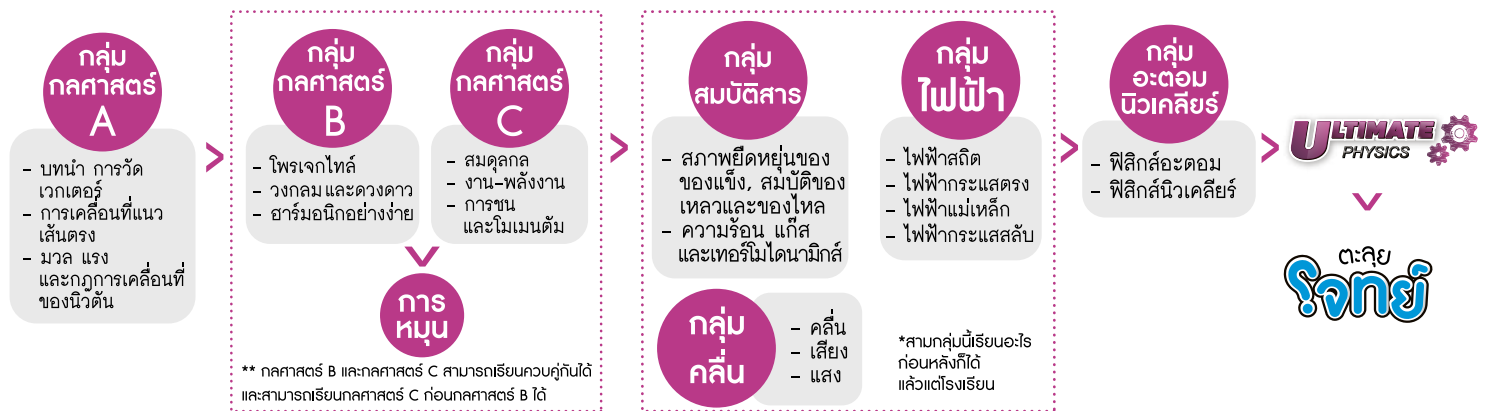 กลุ่ม
กลศาสตร์
A
- บทนำ การวัด
เวกเตอร์
- การเคลื่อนที่แนว
เส้นตรง
- มวล แรง
และกฎการเคลื่อนที่
ของนิวตัน
กลุ่ม
กลศาสตร์
B
- โพรเจกไทล์
- วงกลม และดวงดาว
- ฮาร์มอนิกอย่างง่าย
กลุ่ม
กลศาสตร์
C
- สมดุลกล
- งาน-พลังงาน
- การชน
และโมเมนตัม
การ
หมุน
** กลศาสตร์ B และกลศาสตร์ C สามารถเรียนควบคู่กันได้
และสามารถเรียนกลศาสตร์ C ก่อนกลศาสตร์ B ได้
กลุ่ม
สมบัติสาร
- สภาพยืดหยุ่นของ
ของแข็ง, สมบัติของ
เหลวและของไหล
- ความร้อน แก๊ส
และเทอร์โมไดนามิกส์
กลุ่ม
ไฟฟ้า
- ไฟฟ้าสถิต
- ไฟฟ้ากระแสตรง
- ไฟฟ้าแม่เหล็ก
- ไฟฟ้ากระแสสลับ
กลุ่ม
คลื่น
- คลื่น
- เสียง
- แสง
*สามกลุ่มนี้เรียนอะไร
ก่อนหลังก็ได้
แล้วแต่โรงเรียน
กลุ่ม
อะตอม
นิวเคลียร์
- ฟิสิกส์อะตอม
- ฟิสิกส์นิวเคลียร์
ULTIMATE
PHYSICS
ตะลุย
โจทย์